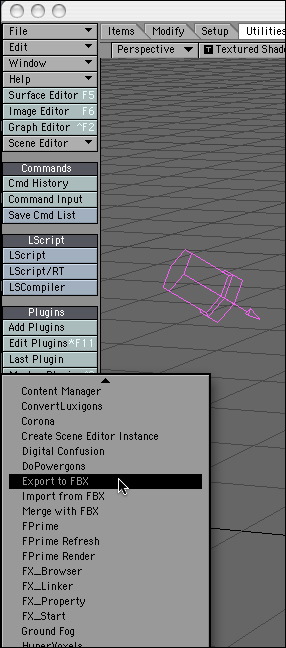 File
Edit
Window
Help
Surface Editor F5
Image Editor F6
Graph Editor ^F2
Scene Editor
Commands
Cmd History
Command Input
Save Cmd List
LScript
LScript
LScript/RT
LSCompiler
Plugins
Add Plugins
Edit Plugins *F11
Last Plugin
Items Modify Setup Utilities
Perspective T Textured Shade
Content Manager
ConvertLuxigons
Corona
Create Scene Editor Instance
Digital Confusion
DoPowergons
Export to FBX
Import from FBX
Merge with FBX
FPrime
FPrime Refresh
FPrime Render
FX_Browser
FX_Linker
FX_Property
FX_Start
Ground Fog
HyperVoxels